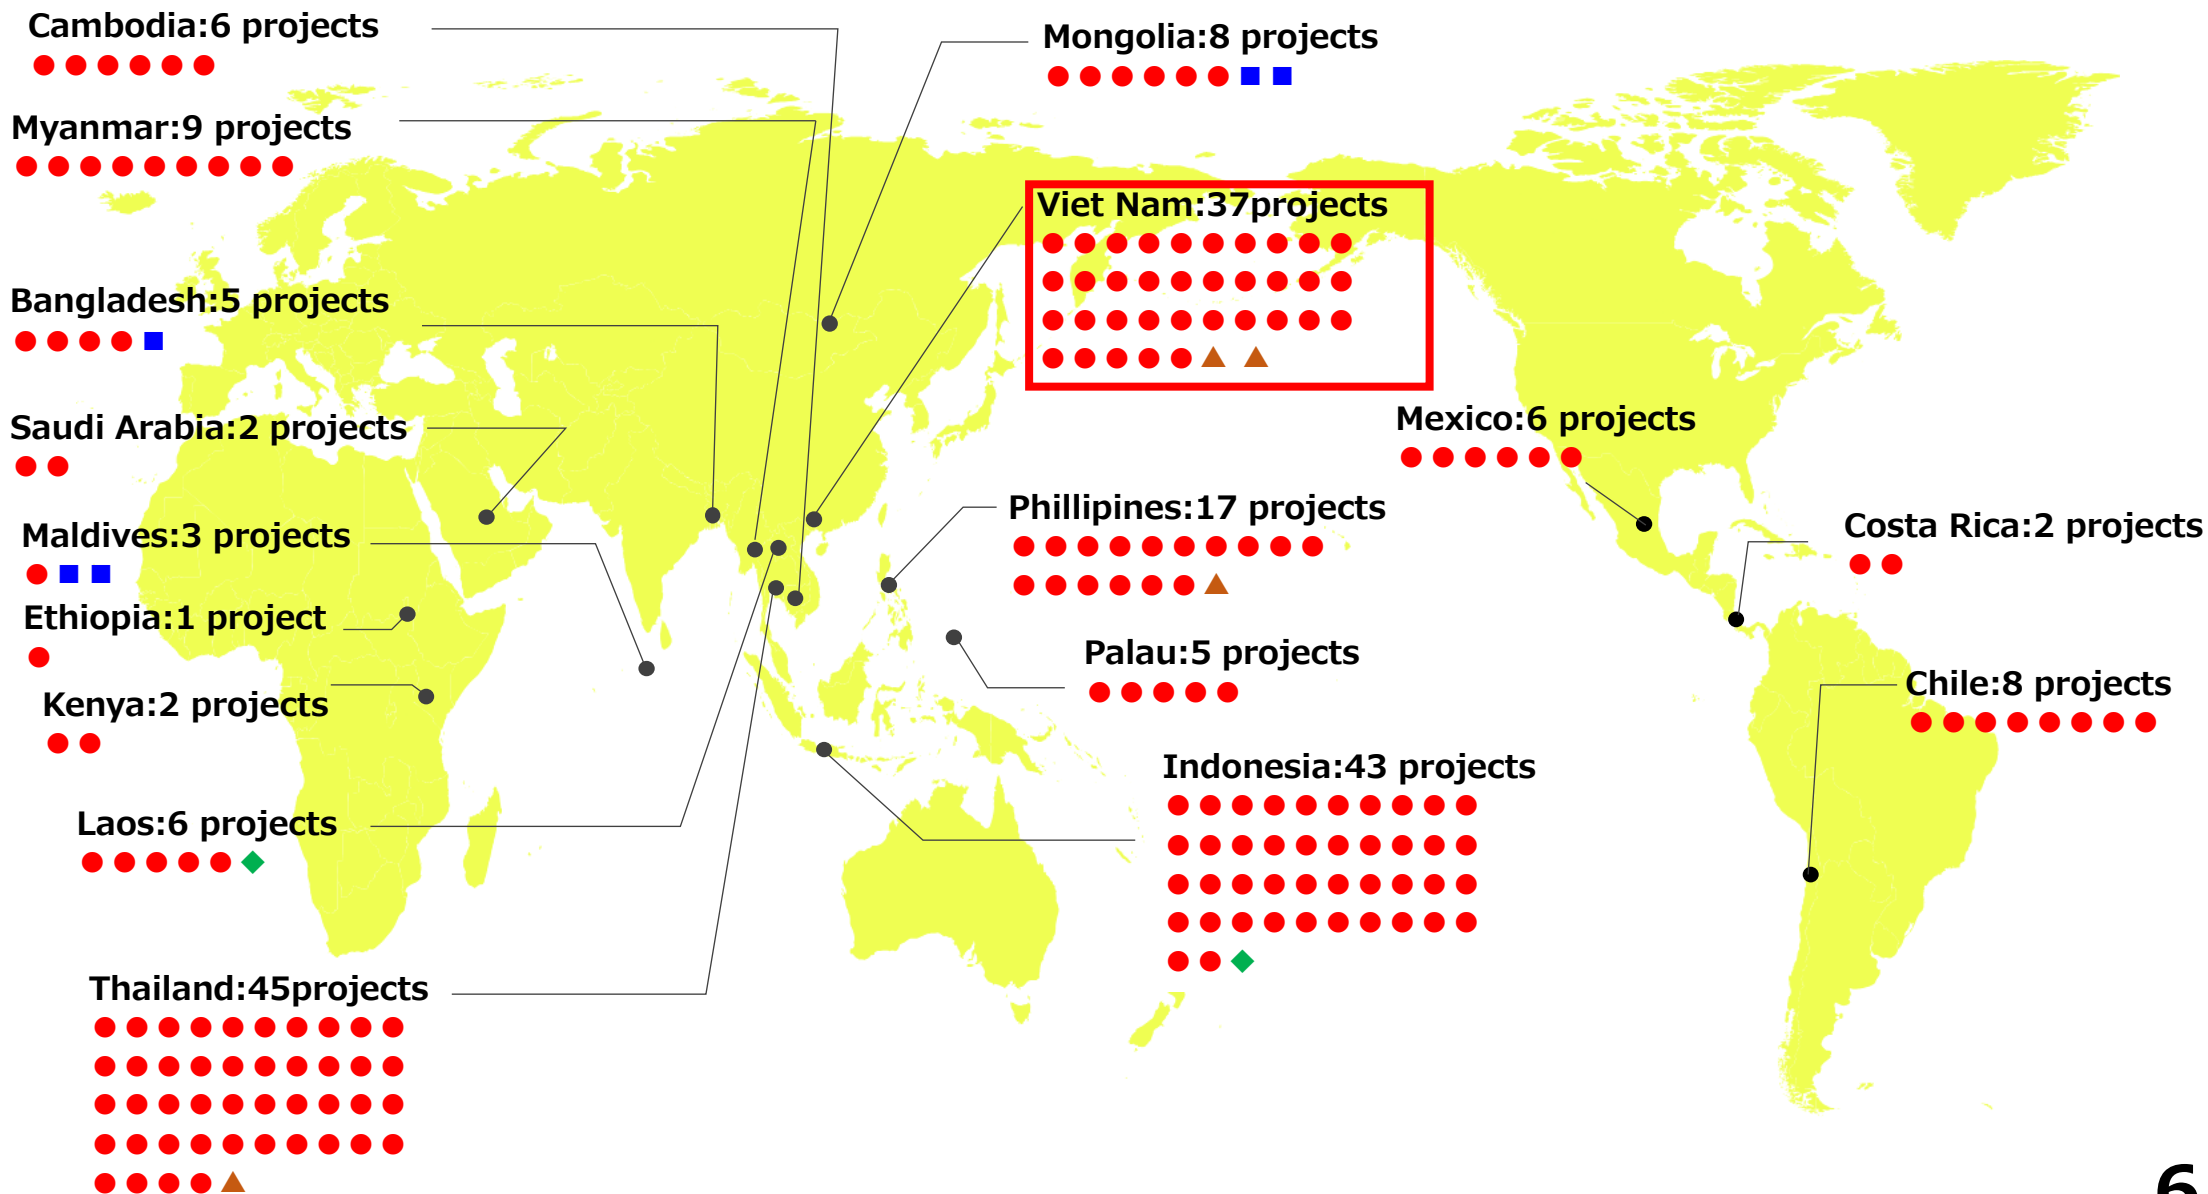 Cambodia:6 projects
Mongolia:8 projects
Myanmar:9 projects
Viet Nam:37projects
Bangladesh:5 projects
Saudi Arabia:2 projects
Mexico:6 projects
Phillipines:17 projects
Costa Rica:2 projects
Maldives:3 projects
Ethiopia:1 project
Palau:5 projects
Chile:8 projects
Kenya:2 projects
Indonesia:43 projects
Laos:6 projects
Thailand:45projects
6